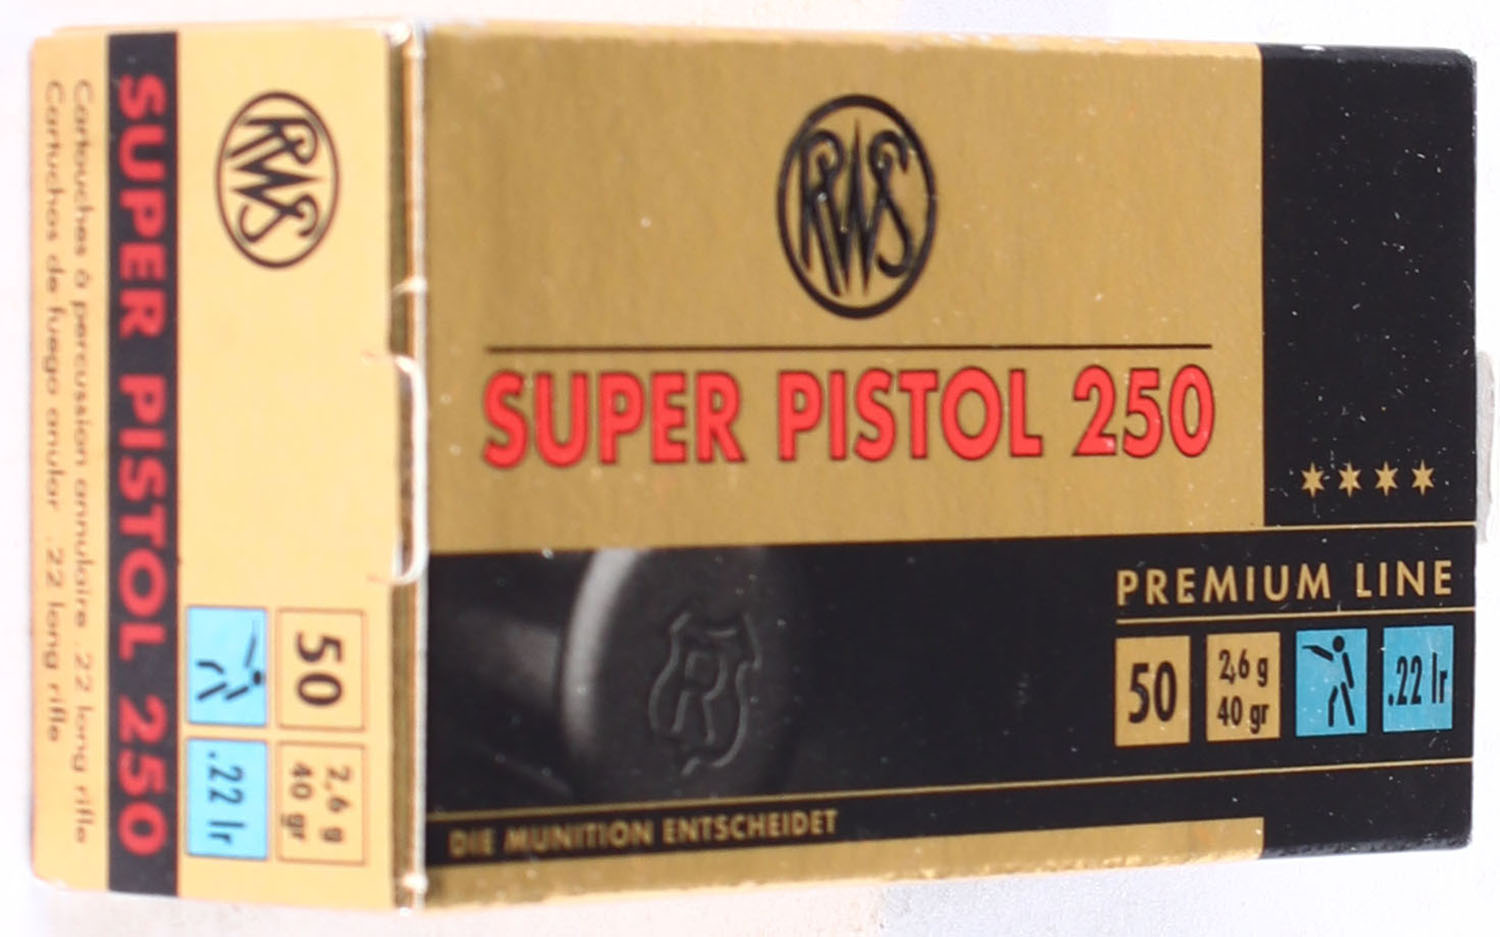 RWS
SUPER PISTOL 250
PREMIUM LINE
50
2,6 g
40 gr
.22 lr
DIE MUNITION ENTSCHEIDET
R
RWS
50
2,6 g
40 gr
.22 lr
SUPER PISTOL 250
Cartouches à percussion annulaire .22 long rifle
Cartuchos de fuego anular .22 long rifle